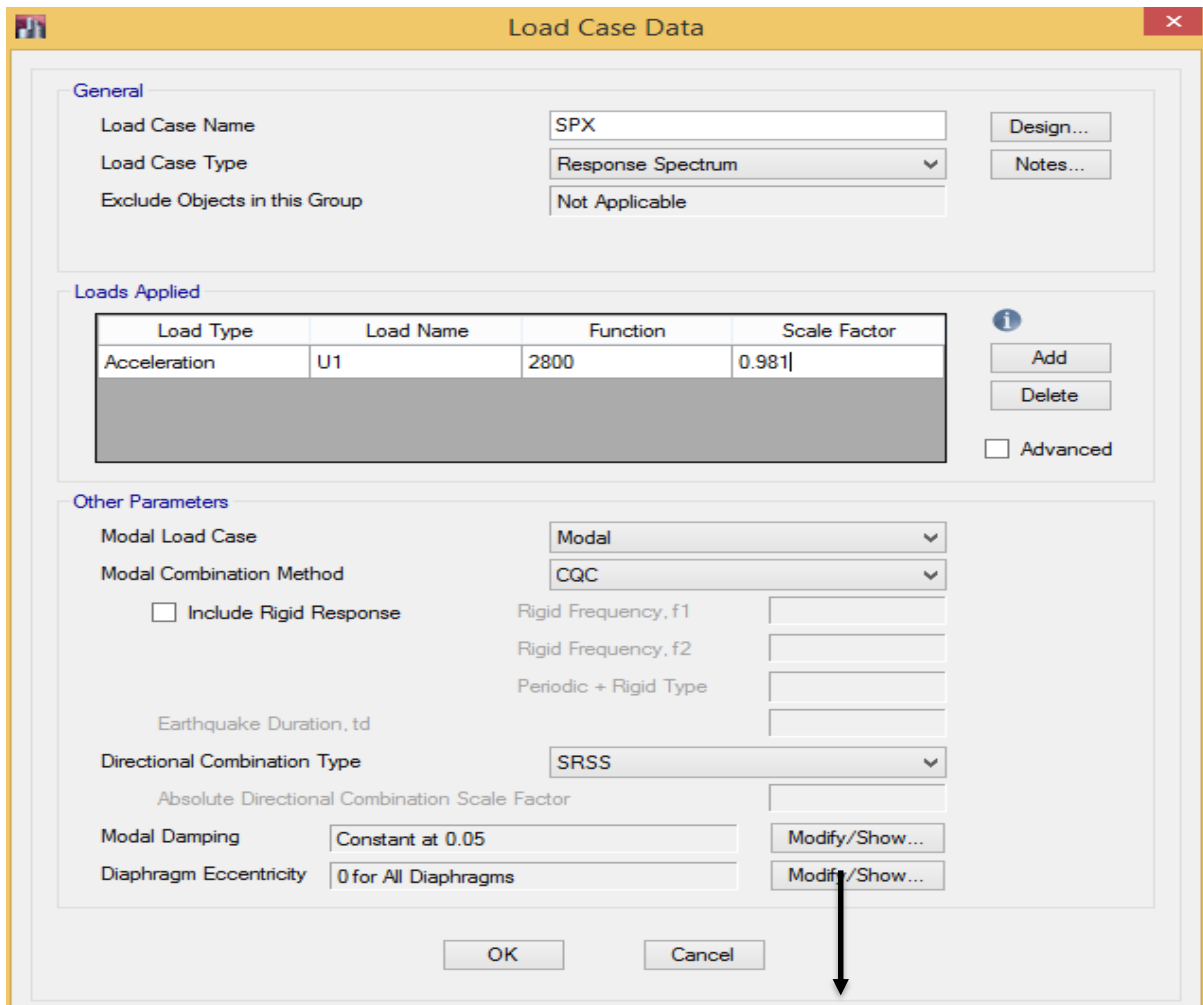 Load Case Data
General
Load Case Name SPX Design...
Load Case Type Response Spectrum Notes...
Exclude Objects in this Group Not Applicable
Loads Applied
Load Type Load Name Function Scale Factor
Acceleration U1 2800 0.981
Add
Delete
Advanced
Other Parameters
Modal Load Case Modal
Modal Combination Method CQC
Include Rigid Response Rigid Frequency, f1
Rigid Frequency, f2
Periodic + Rigid Type
Earthquake Duration, td
Directional Combination Type SRSS
Absolute Directional Combination Scale Factor
Modal Damping Constant at 0.05 Modify/Show...
Diaphragm Eccentricity 0 for All Diaphragms Modify/Show...
OK Cancel